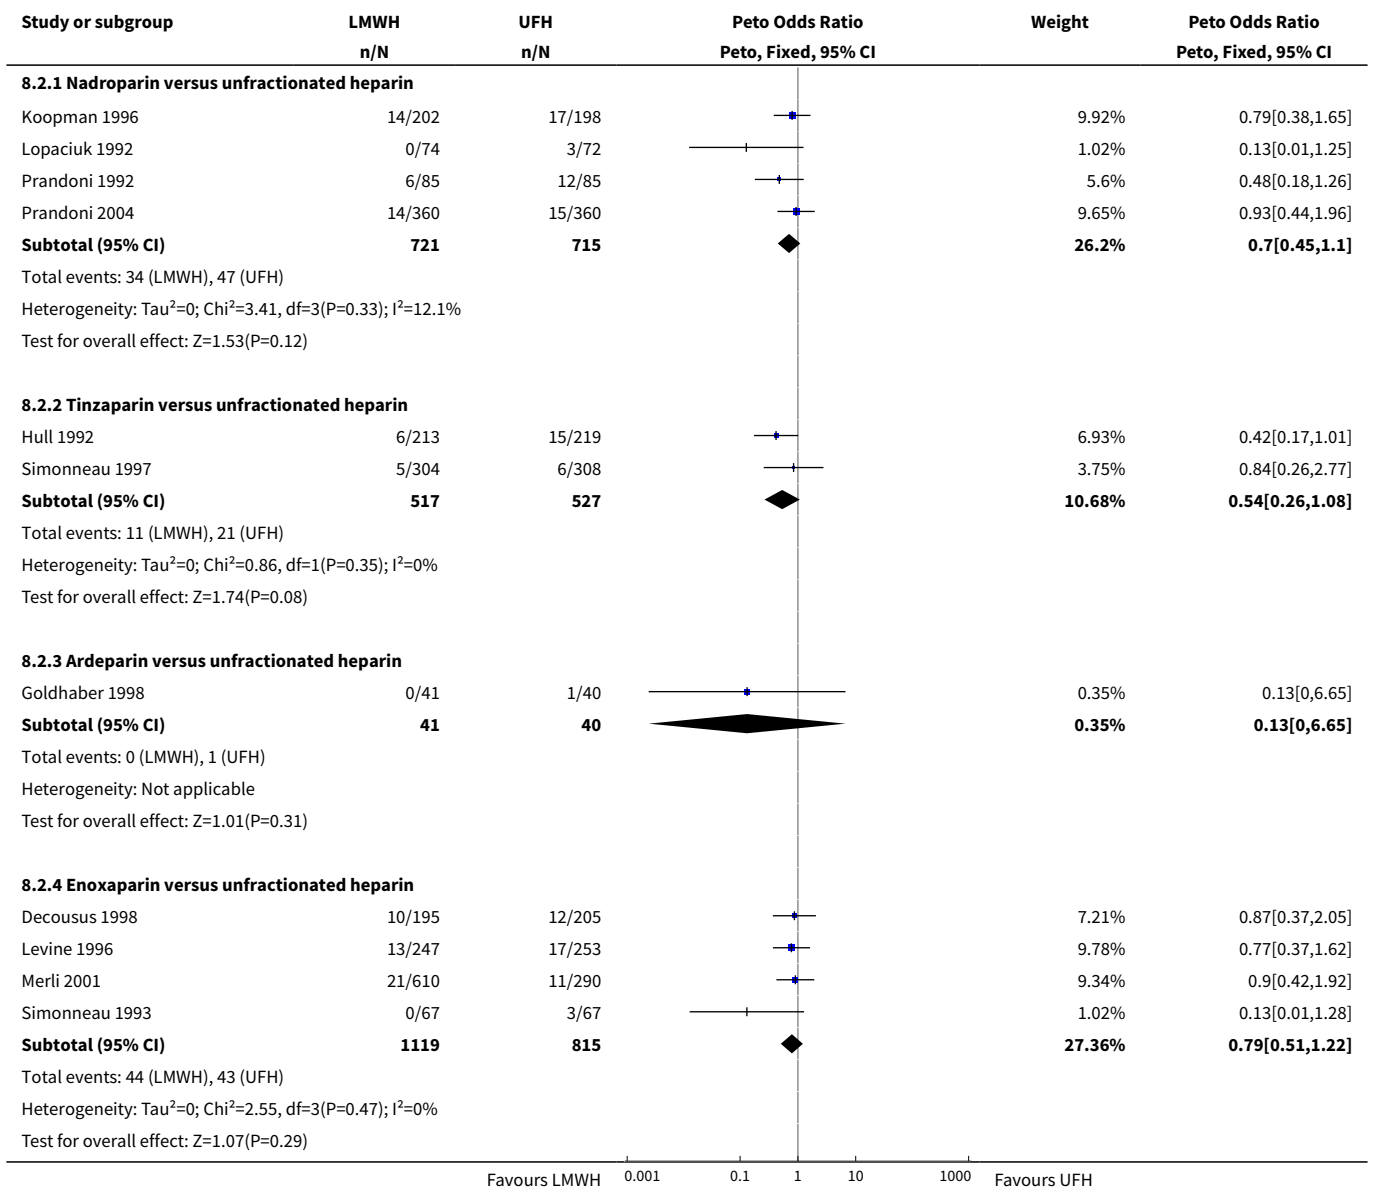 Study or subgroup LMWH UFH Peto Odds Ratio Weight Peto Odds Ratio
n/N n/N Peto, Fixed, 95% CI Peto, Fixed, 95% CI
8.2.1 Nadroparin versus unfractionated heparin
Koopman 1996 14/202 17/198 9.92% 0.79[0.38,1.65]
Lopaciuk 1992 0/74 3/72 1.02% 0.13[0.01,1.25]
Prandoni 1992 6/85 12/85 5.6% 0.48[0.18,1.26]
Prandoni 2004 14/360 15/360 9.65% 0.93[0.44,1.96]
Subtotal (95% CI) 721 715 26.2% 0.7[0.45,1.1]
Total events: 34 (LMWH), 47 (UFH)
Heterogeneity: Tau²=0; Chi²=3.41, df=3(P=0.33); I²=12.1%
Test for overall effect: Z=1.53(P=0.12)
8.2.2 Tinzaparin versus unfractionated heparin
Hull 1992 6/213 15/219 6.93% 0.42[0.17,1.01]
Simonneau 1997 5/304 6/308 3.75% 0.84[0.26,2.77]
Subtotal (95% CI) 517 527 10.68% 0.54[0.26,1.08]
Total events: 11 (LMWH), 21 (UFH)
Heterogeneity: Tau²=0; Chi²=0.86, df=1(P=0.35); I²=0%
Test for overall effect: Z=1.74(P=0.08)
8.2.3 Ardeparin versus unfractionated heparin
Goldhaber 1998 0/41 1/40 0.35% 0.13[0,6.65]
Subtotal (95% CI) 41 40 0.35% 0.13[0,6.65]
Total events: 0 (LMWH), 1 (UFH)
Heterogeneity: Not applicable
Test for overall effect: Z=1.01(P=0.31)
8.2.4 Enoxaparin versus unfractionated heparin
Decousus 1998 10/195 12/205 7.21% 0.87[0.37,2.05]
Levine 1996 13/247 17/253 9.78% 0.77[0.37,1.62]
Merli 2001 21/610 11/290 9.34% 0.9[0.42,1.92]
Simonneau 1993 0/67 3/67 1.02% 0.13[0.01,1.28]
Subtotal (95% CI) 1119 815 27.36% 0.79[0.51,1.22]
Total events: 44 (LMWH), 43 (UFH)
Heterogeneity: Tau²=0; Chi²=2.55, df=3(P=0.47); I²=0%
Test for overall effect: Z=1.07(P=0.29)
Favours LMWH 0.001 0.1 1 10 1000 Favours UFH